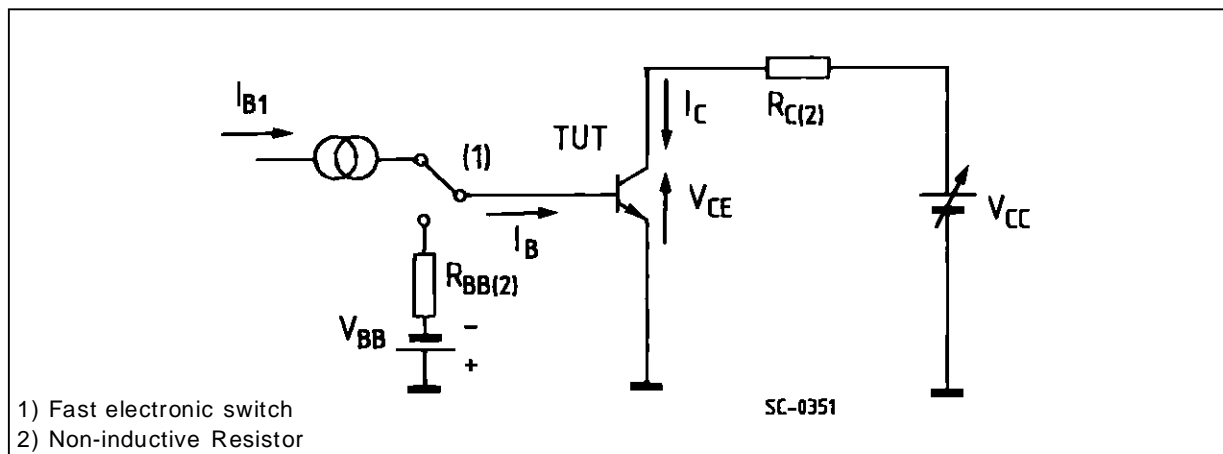 I_B1
(1)
TUT
I_C
R_C(2)
V_CE
V_CC
I_B
R_BB(2)
V_BB
−
+
SC-0351
1) Fast electronic switch
2) Non-inductive Resistor